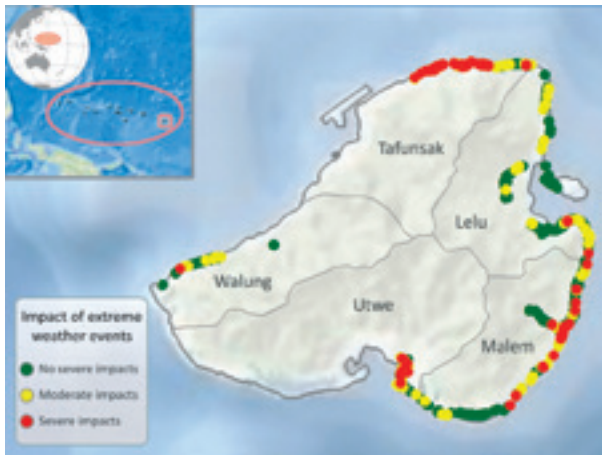 Tafunsak
Lelu
Walung
Utwe
Malem
Impact of extreme
weather events
No severe impacts
Moderate impacts
Severe impacts